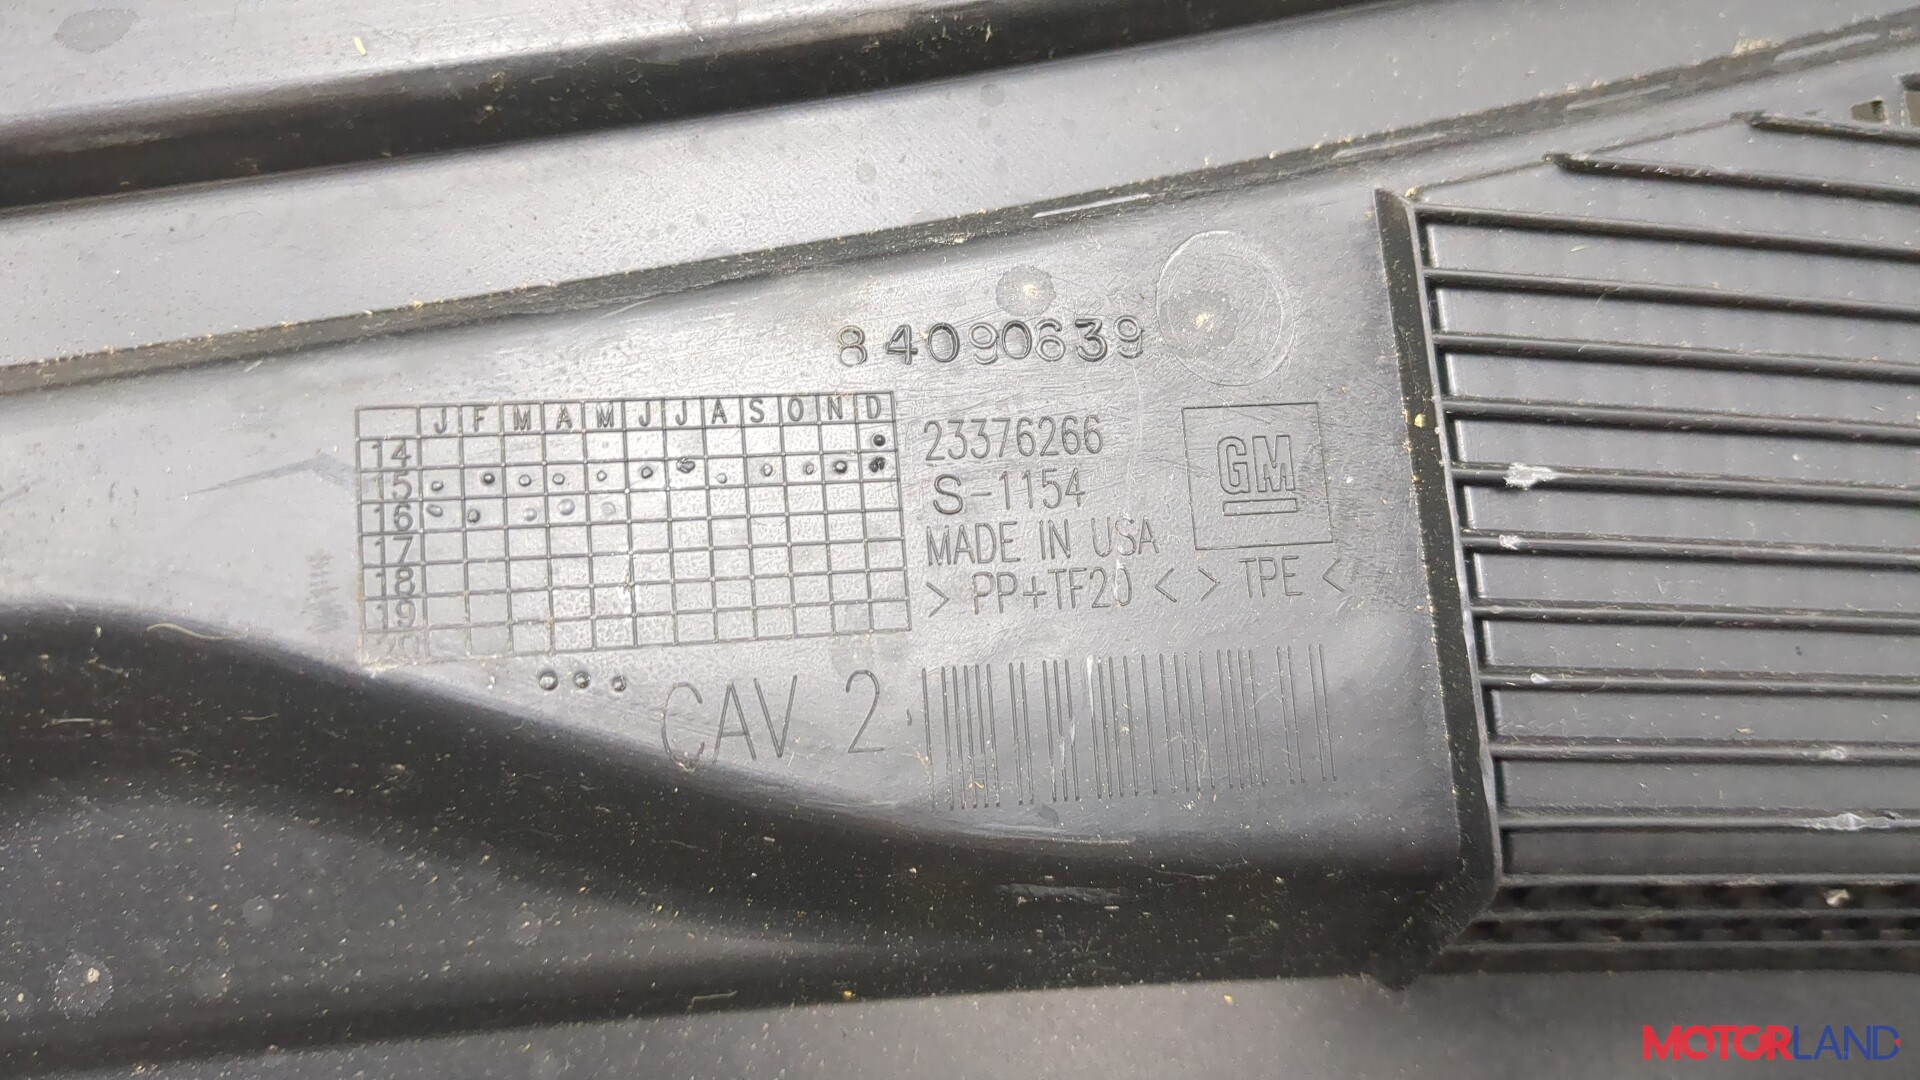 84090639
J F M A M J J A S O N D
14
15
16
17
18
19
20
23376266
S-1154
MADE IN USA
> PP+TF20 < > TPE <
GM
CAV 2
MOTORLAND